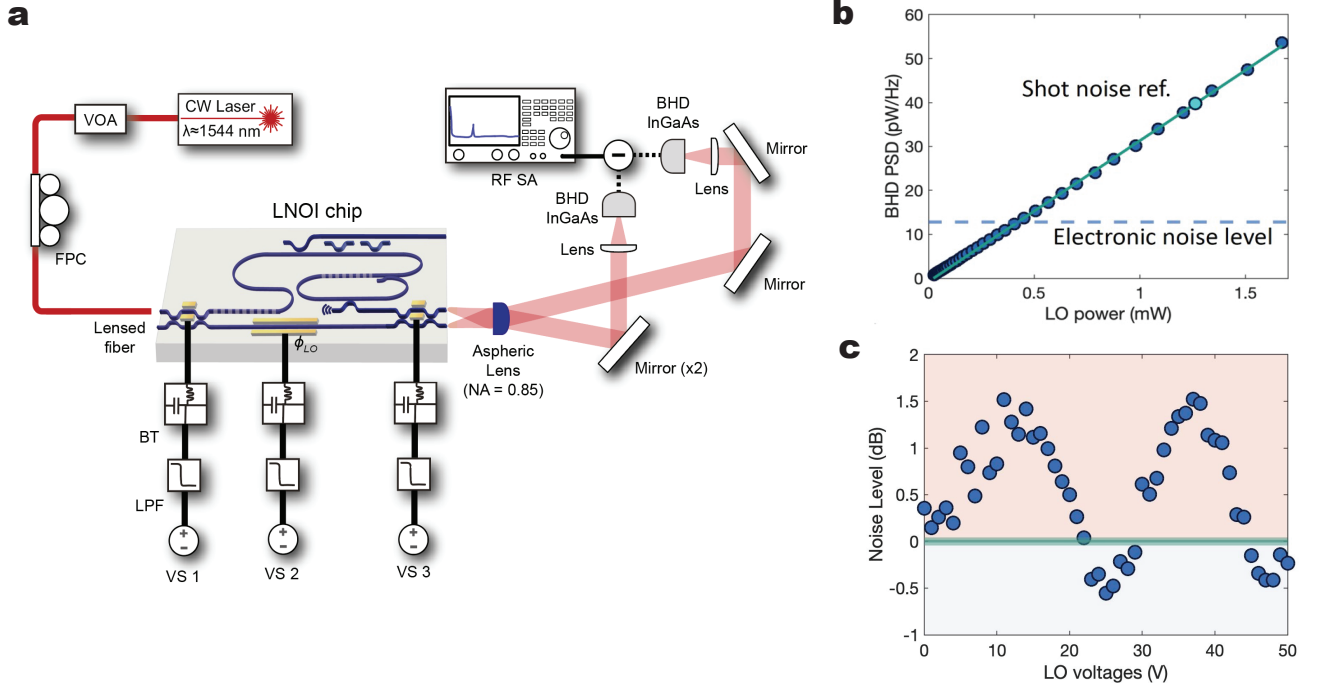 a
CW Laser
λ≈1544 nm
VOA
FPC
Lensed
fiber
LNOI chip
ϕLO
BT
LPF
VS 1
VS 2
VS 3
RF SA
BHD
InGaAs
BHD
InGaAs
Lens
Lens
Mirror
Mirror
Mirror (x2)
Aspheric
Lens
(NA = 0.85)
b
BHD PSD (pW/Hz)
60
50
40
30
20
10
0
Shot noise ref.
Electronic noise level
0
0.5
1
1.5
LO power (mW)
c
Noise Level (dB)
2
1.5
1
0.5
0
-0.5
-1
0
10
20
30
40
50
LO voltages (V)